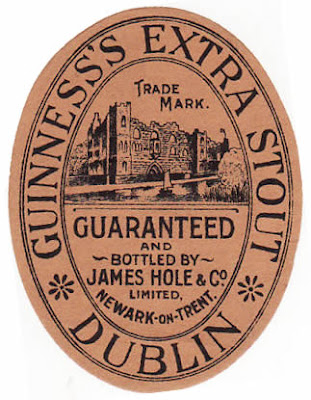 GUINNESS'S EXTRA STOUT
TRADE
MARK.
GUARANTEED
AND
~BOTTLED BY~
JAMES HOLE & Co
LIMITED,
NEWARK-ON-TRENT.
DUBLIN